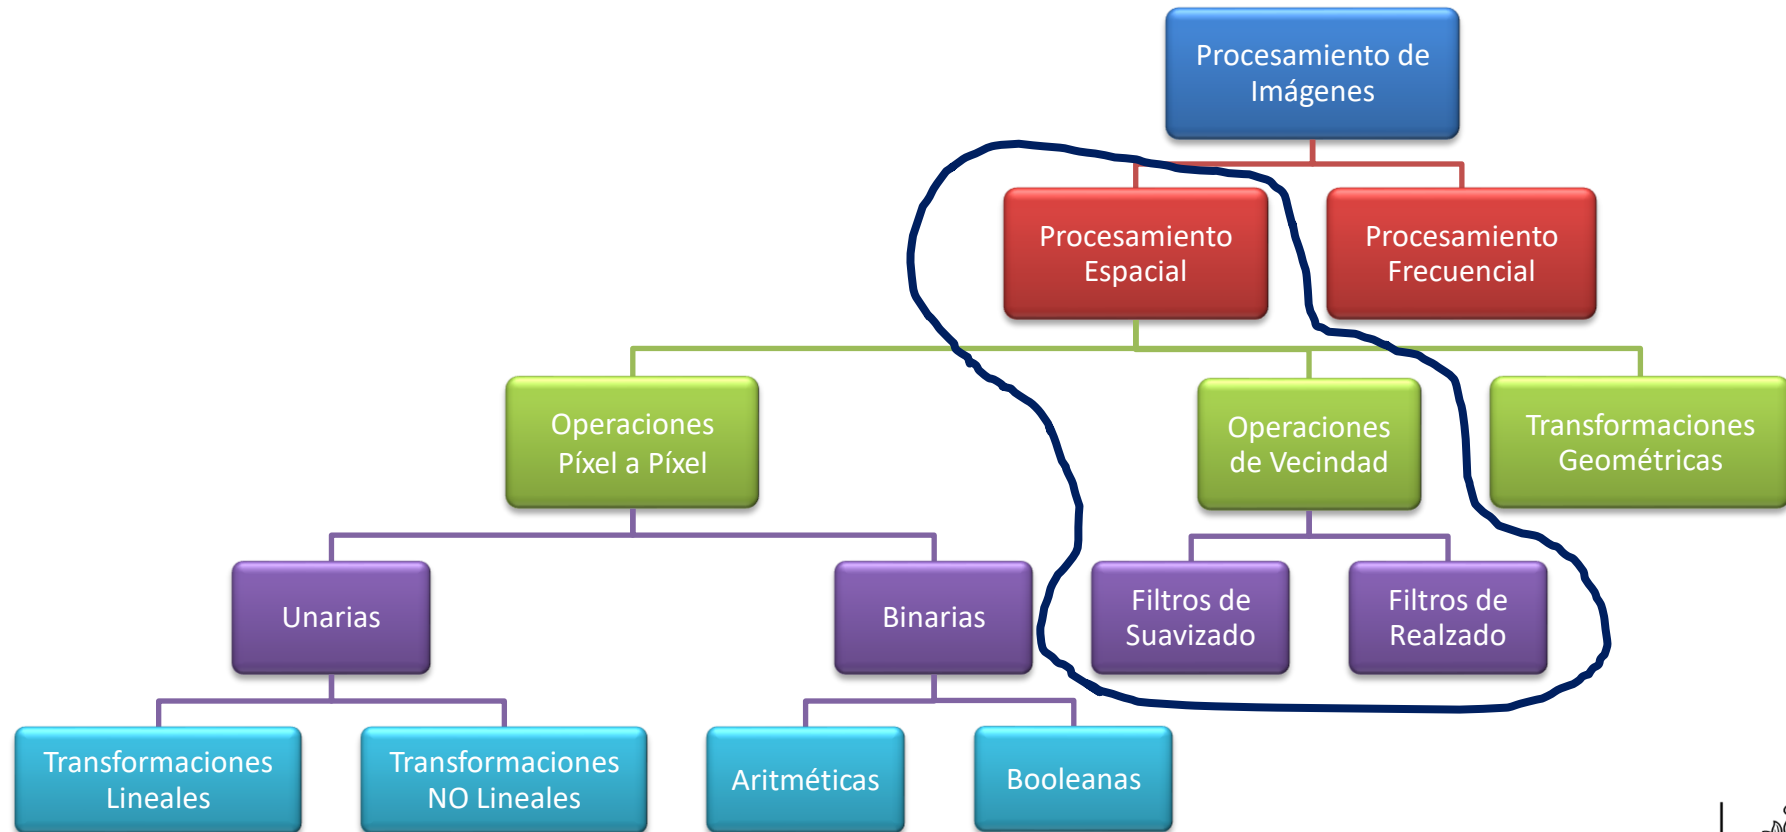 Procesamiento de
Imágenes
Procesamiento
Espacial
Procesamiento
Frecuencial
Operaciones
Píxel a Píxel
Operaciones
de Vecindad
Transformaciones
Geométricas
Unarias
Binarias
Filtros de
Suavizado
Filtros de
Realzado
Transformaciones
Lineales
Transformaciones
NO Lineales
Aritméticas
Booleanas